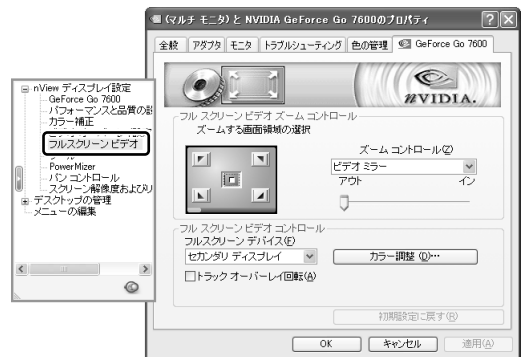 (マルチ モニタ) と NVIDIA GeForce Go 7600のプロパティ
全般 アダプタ モニタ トラブルシューティング 色の管理 GeForce Go 7600
nView ディスプレイ設定
GeForce Go 7600
パフォーマンスと品質の
カラー補正
フルスクリーン ビデオ
PowerMizer
パン コントロール
スクリーン解像度および
デスクトップの管理
メニューの編集
NVIDIA.
フル スクリーン ビデオ ズーム コントロール
ズームする画面領域の選択
ズーム コントロール(Z)
ビデオ ミラー
アウト イン
フル スクリーン ビデオ コントロール
フルスクリーン デバイス(F)
セカンダリ ディスプレイ
カラー調整 (D)...
トラック オーバーレイ回転(A)
初期設定に戻す(R)
OK キャンセル 適用(A)